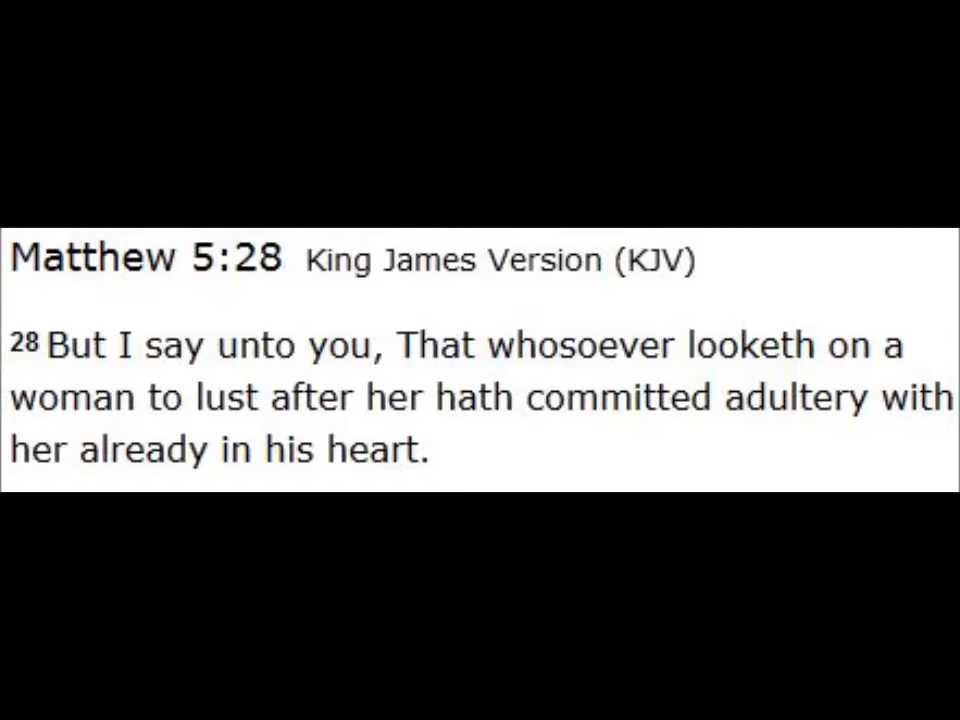 Matthew 5:28 King James Version (KJV)
28 But I say unto you, That whosoever looketh on a
woman to lust after her hath committed adultery with
her already in his heart.